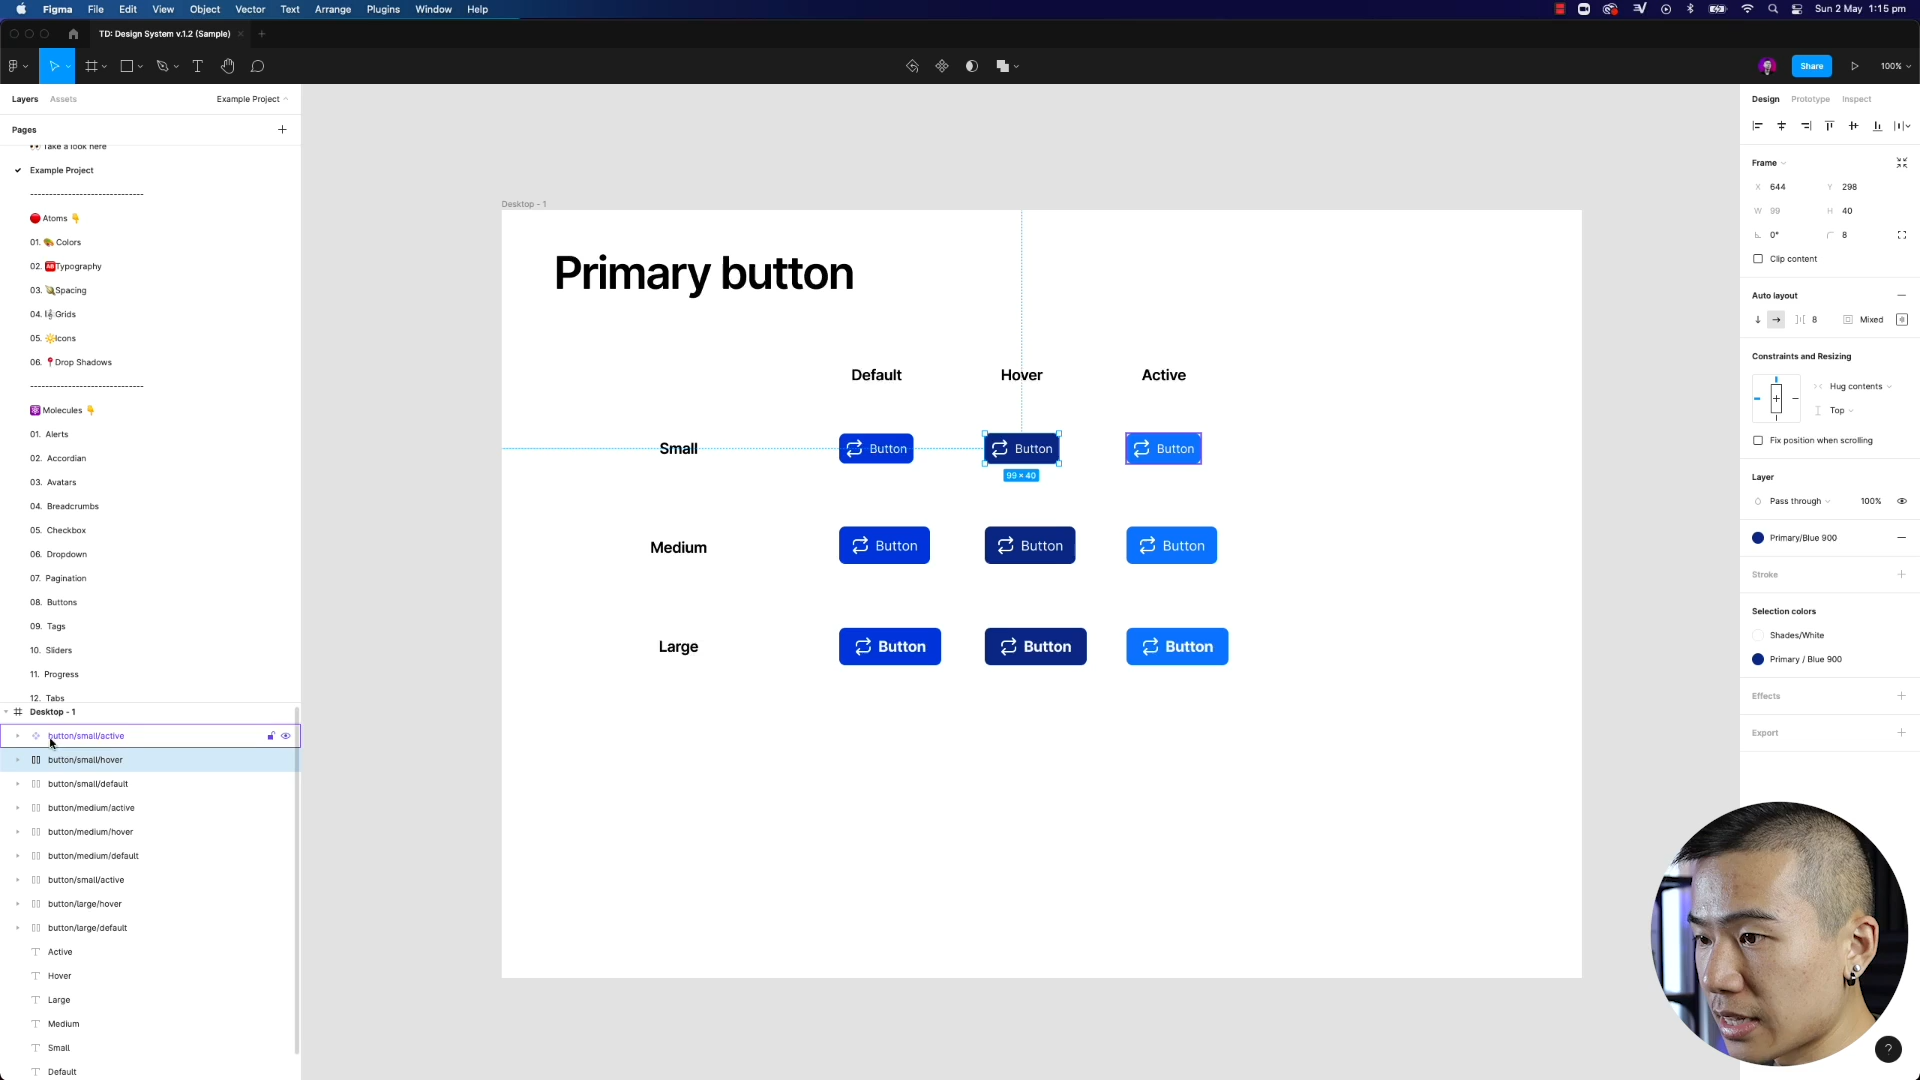 Figma File Edit View Object Vector Text Arrange Plugins Window Help
Sun 2 May 1:15 pm
TD: Design System v.1.2 (Sample)
Share
100%
Layers Assets
Example Project
Design Prototype Inspect
Pages
Take a look here
Example Project
------------------------------
Atoms
01. Colors
02. Typography
03. Spacing
04. Grids
05. Icons
06. Drop Shadows
------------------------------
Molecules
01. Alerts
02. Accordian
03. Avatars
04. Breadcrumbs
05. Checkbox
06. Dropdown
07. Pagination
08. Buttons
09. Tags
10. Sliders
11. Progress
12. Tabs
Desktop - 1
button/small/active
button/small/hover
button/small/default
button/medium/active
button/medium/hover
button/medium/default
button/small/active
button/large/hover
button/large/default
Active
Hover
Large
Medium
Small
Default
Desktop - 1
Primary button
Default Hover Active
Small Button Button Button
99 × 40
Medium Button Button Button
Large Button Button Button
Frame
X 644 Y 298
W 99 H 40
0° 8
Clip content
Auto layout
8 Mixed
Constraints and Resizing
Hug contents
Top
Fix position when scrolling
Layer
Pass through 100%
Primary/Blue 900
Stroke
Selection colors
Shades/White
Primary / Blue 900
Effects
Export
?